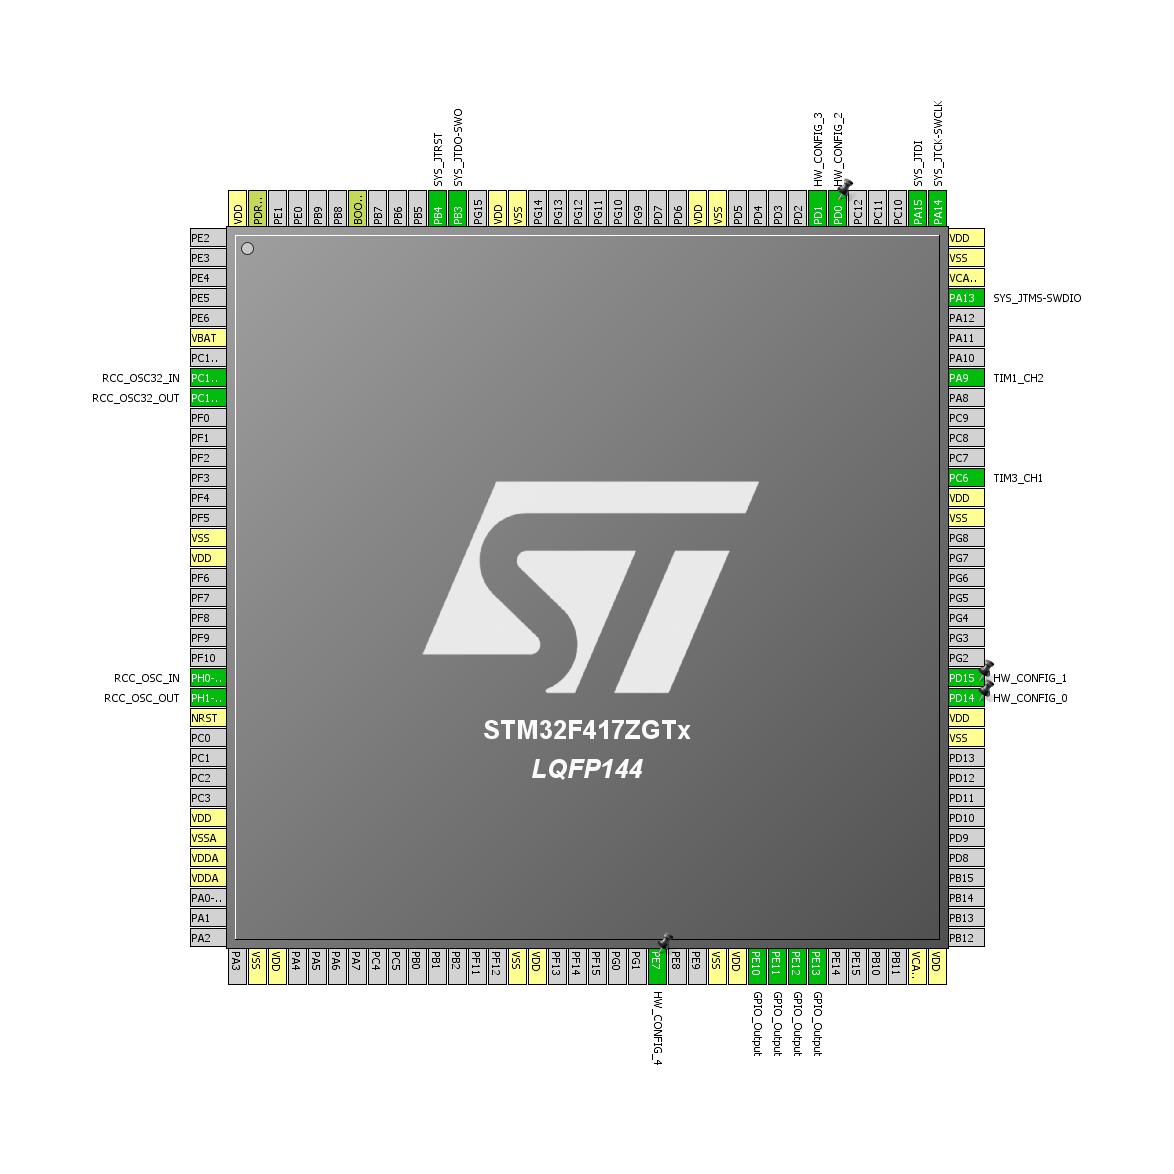 SYS_JTRST
SYS_JTDO-SWO
HW_CONFIG_3
HW_CONFIG_2
SYS_JTDI
SYS_JTCK-SWCLK
VDD
PDR..
PE1
PE0
PB9
PB8
BOO..
PB7
PB6
PB5
PB4
PB3
PG15
VDD
VSS
PG14
PG13
PG12
PG11
PG10
PG9
PD7
PD6
VDD
VSS
PD5
PD4
PD3
PD2
PD1
PD0
PC12
PC11
PC10
PA15
PA14
PE2
PE3
PE4
PE5
PE6
VBAT
PC1..
RCC_OSC32_IN PC1..
RCC_OSC32_OUT PC1..
PF0
PF1
PF2
PF3
PF4
PF5
VSS
VDD
PF6
PF7
PF8
PF9
PF10
RCC_OSC_IN PH0-..
RCC_OSC_OUT PH1-..
NRST
PC0
PC1
PC2
PC3
VDD
VSSA
VDDA
VDDA
PA0-..
PA1
PA2
ST
STM32F417ZGTx
LQFP144
VDD
VSS
VCA..
PA13 SYS_JTMS-SWDIO
PA12
PA11
PA10
PA9 TIM1_CH2
PA8
PC9
PC8
PC7
PC6 TIM3_CH1
VDD
VSS
PG8
PG7
PG6
PG5
PG4
PG3
PG2
PD15 HW_CONFIG_1
PD14 HW_CONFIG_0
VDD
VSS
PD13
PD12
PD11
PD10
PD9
PD8
PB15
PB14
PB13
PB12
PA3
VSS
VDD
PA4
PA5
PA6
PA7
PC4
PC5
PB0
PB1
PB2
PF11
PF12
VSS
VDD
PF13
PF14
PF15
PG0
PG1
PE7
PE8
PE9
VSS
VDD
PE10
PE11
PE12
PE13
PE14
PE15
PB10
PB11
VCA..
VDD
HW_CONFIG_4
GPIO_Output
GPIO_Output
GPIO_Output
GPIO_Output